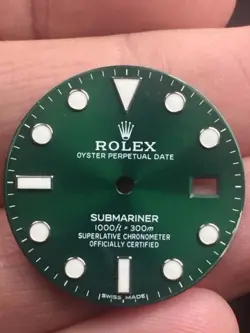 ROLEX
OYSTER PERPETUAL DATE
SUBMARINER
1000ft = 300m
SUPERLATIVE CHRONOMETER
OFFICIALLY CERTIFIED
SWISS MADE